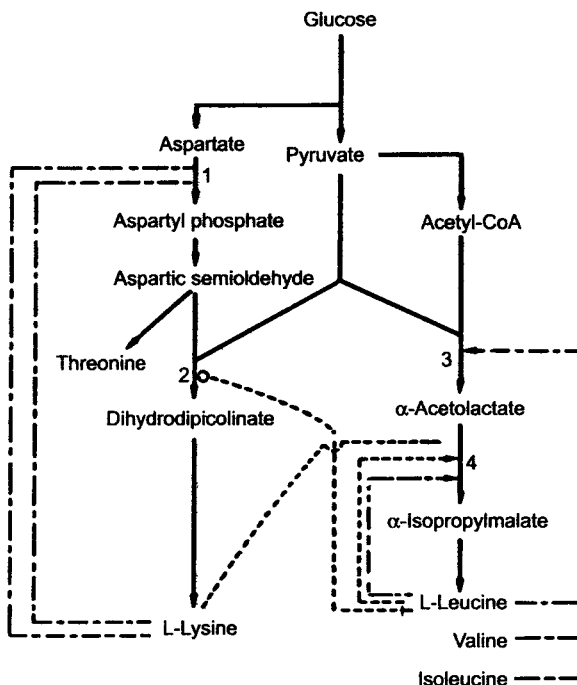 Glucose
Aspartate
Pyruvate
1
Aspartyl phosphate
Acetyl-CoA
Aspartic semioldehyde
Threonine
3
2
Dihydrodipicolinate
α-Acetolactate
4
α-Isopropylmalate
L-Lysine
L-Leucine
Valine
Isoleucine